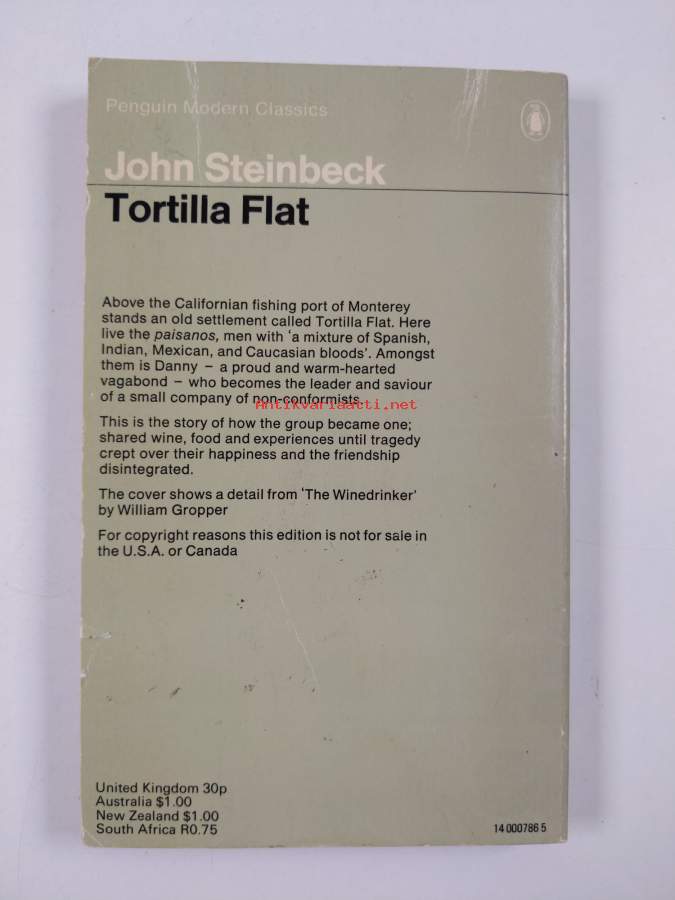 Penguin Modern Classics
John Steinbeck
Tortilla Flat
Above the Californian fishing port of Monterey
stands an old settlement called Tortilla Flat. Here
live the paisanos, men with ‘a mixture of Spanish,
Indian, Mexican, and Caucasian bloods’. Amongst
them is Danny – a proud and warm-hearted
vagabond – who becomes the leader and saviour
of a small company of non-conformists.
Antikvariaatti.net
This is the story of how the group became one;
shared wine, food and experiences until tragedy
crept over their happiness and the friendship
disintegrated.
The cover shows a detail from ‘The Winedrinker’
by William Gropper
For copyright reasons this edition is not for sale in
the U.S.A. or Canada
United Kingdom 30p
Australia $1.00
New Zealand $1.00
South Africa R0.75
14 000786 5